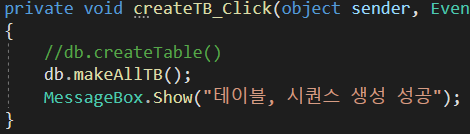 private void createTB_Click(object sender, Even
{
//db.createTable()
db.makeAllTB();
MessageBox.Show("테이블, 시퀀스 생성 성공");
}